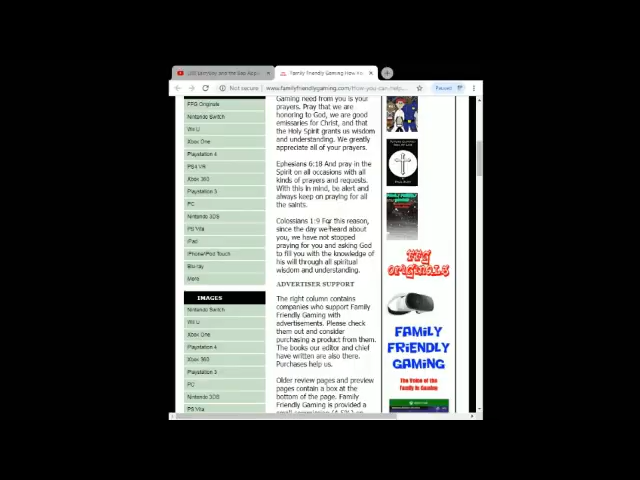 Family Friendly Gaming How
Not secure
www.familyfriendlygaming.com/How-you-can-help
Paused
FFG Originals
Nintendo Switch
Wii U
Xbox One
Playstation 4
PS4 VR
Xbox 360
Playstation 3
PC
Nintendo 3DS
PS Vita
iPad
iPhone/iPod Touch
Blu-ray
More
IMAGES
Nintendo Switch
Wii U
Xbox One
Playstation 4
Xbox 360
Playstation 3
PC
Nintendo 3DS
PS Vita
Gaming need from you is your
prayers. Pray that we are
honoring to God, we are good
emissaries for Christ, and that
the Holy Spirit grants us wisdom
and understanding. We greatly
appreciate all of your prayers.
Ephesians 6:18 And pray in the
Spirit on all occasions with all
kinds of prayers and requests.
With this in mind, be alert and
always keep on praying for all
the saints.
Colossians 1:9 For this reason,
since the day we heard about
you, we have not stopped
praying for you and asking God
to fill you with the knowledge of
his will through all spiritual
wisdom and understanding.
ADVERTISER SUPPORT
The right column contains
companies who support Family
Friendly Gaming with
advertisements. Please check
them out and consider
purchasing a product from them.
The books our editor and chief
have written are also there.
Purchases help us.
Older review pages and preview
pages contain a box at the
bottom of the page. Family
Friendly Gaming is provided a
FFG
ORIGINALS
FAMILY
FRIENDLY
GAMING
The Voice of the
Family in Gaming